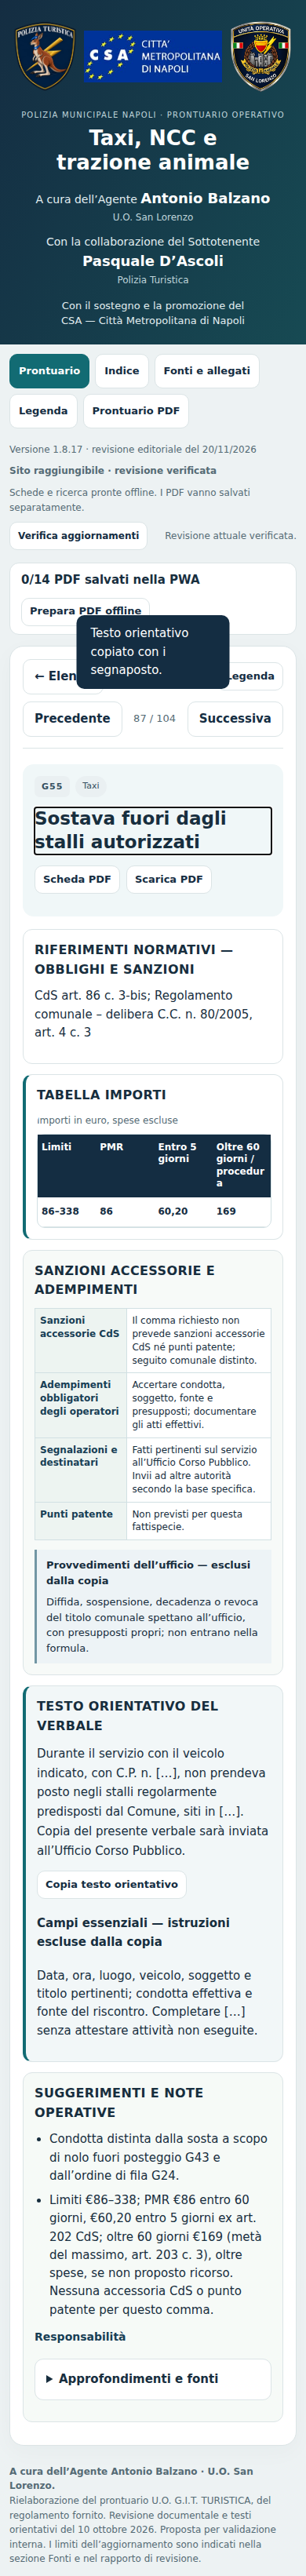 POLIZIA TURISTICA
CSA
CITTA'
METROPOLITANA
DI NAPOLI
UNITÀ OPERATIVA
SAN LORENZO
POLIZIA MUNICIPALE NAPOLI · PRONTUARIO OPERATIVO
Taxi, NCC e
trazione animale
A cura dell’Agente Antonio Balzano
U.O. San Lorenzo
Con la collaborazione del Sottotenente
Pasquale D’Ascoli
Polizia Turistica
Con il sostegno e la promozione del
CSA — Città Metropolitana di Napoli
Prontuario
Indice
Fonti e allegati
Legenda
Prontuario PDF
Versione 1.8.17 · revisione editoriale del 20/11/2026
Sito raggiungibile · revisione verificata
Schede e ricerca pronte offline. I PDF vanno salvati
separatamente.
Verifica aggiornamenti
Revisione attuale verificata.
0/14 PDF salvati nella PWA
Prepara PDF offline
Testo orientativo
copiato con i
segnaposto.
← Elen
egenda
Precedente
87 / 104
Successiva
G55
Taxi
Sostava fuori dagli
stalli autorizzati
Scheda PDF
Scarica PDF
RIFERIMENTI NORMATIVI —
OBBLIGHI E SANZIONI
CdS art. 86 c. 3-bis; Regolamento
comunale – delibera C.C. n. 80/2005,
art. 4 c. 3
TABELLA IMPORTI
Importi in euro, spese escluse
Limiti
PMR
Entro 5
giorni
Oltre 60
giorni /
procedur
a
86–338
86
60,20
169
SANZIONI ACCESSORIE E
ADEMPIMENTI
Sanzioni
accessorie CdS
Il comma richiesto non
prevede sanzioni accessorie
CdS né punti patente;
seguito comunale distinto.
Adempimenti
obbligatori
degli operatori
Accertare condotta,
soggetto, fonte e
presupposti; documentare
gli atti effettivi.
Segnalazioni e
destinatari
Fatti pertinenti sul servizio
all’Ufficio Corso Pubblico.
Invii ad altre autorità
secondo la base specifica.
Punti patente
Non previsti per questa
fattispecie.
Provvedimenti dell’ufficio — esclusi
dalla copia
Diffida, sospensione, decadenza o revoca
del titolo comunale spettano all’ufficio,
con presupposti propri; non entrano nella
formula.
TESTO ORIENTATIVO DEL
VERBALE
Durante il servizio con il veicolo
indicato, con C.P. n. […], non prendeva
posto negli stalli regolarmente
predisposti dal Comune, siti in […].
Copia del presente verbale sarà inviata
all’Ufficio Corso Pubblico.
Copia testo orientativo
Campi essenziali — istruzioni
escluse dalla copia
Data, ora, luogo, veicolo, soggetto e
titolo pertinenti; condotta effettiva e
fonte del riscontro. Completare […]
senza attestare attività non eseguite.
SUGGERIMENTI E NOTE
OPERATIVE
• Condotta distinta dalla sosta a scopo
di nolo fuori posteggio G43 e
dall’ordine di fila G24.
• Limiti €86–338; PMR €86 entro 60
giorni, €60,20 entro 5 giorni ex art.
202 CdS; oltre 60 giorni €169 (metà
del massimo, art. 203 c. 3), oltre
spese, se non proposto ricorso.
Nessuna accessoria CdS o punto
patente per questo comma.
Responsabilità
▶ Approfondimenti e fonti
A cura dell’Agente Antonio Balzano · U.O. San
Lorenzo.
Rielaborazione del prontuario U.O. G.I.T. TURISTICA, del
regolamento fornito. Revisione documentale e testi
orientativi del 10 ottobre 2026. Proposta per validazione
interna. I limiti dell’aggiornamento sono indicati nella
sezione Fonti e nel rapporto di revisione.